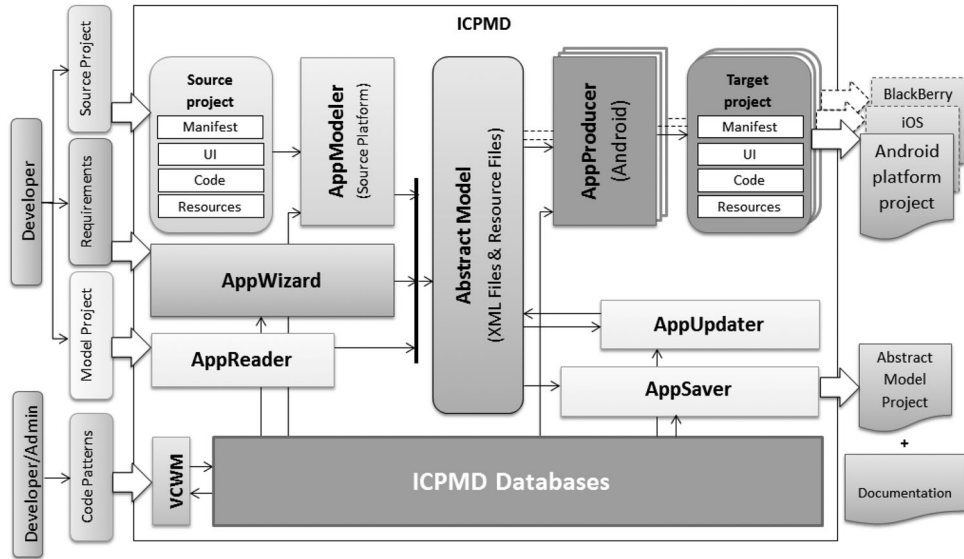 ICPMD
Developer
Source Project
Requirements
Model Project
Developer/Admin
Code Patterns
Source
project
Manifest
UI
Code
Resources
AppModeler
(Source Platform)
AppWizard
AppReader
VCWM
Abstract Model
(XML Files & Resource Files)
AppProducer
(Android)
Target
project
Manifest
UI
Code
Resources
BlackBerry
iOS
Android
platform
project
AppUpdater
AppSaver
Abstract
Model
Project
+
Documentation
ICPMD Databases